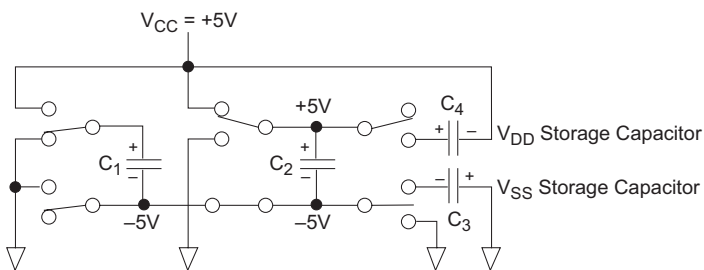 V_CC = +5V
+5V
C_4
+
−
V_DD Storage Capacitor
+
C_1
−
+
C_2
−
−
+
V_SS Storage Capacitor
C_3
−5V
−5V